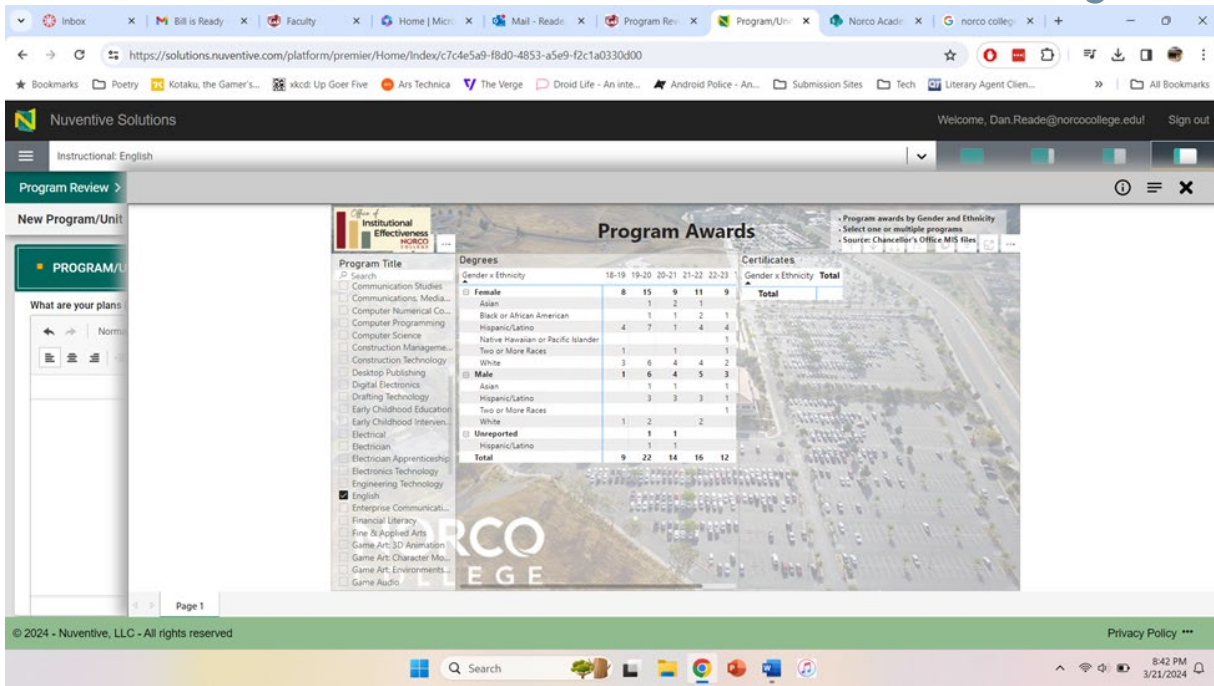 Inbox × Bill is Ready × Faculty × Home | Micro × Mail - Reade × Program Rev × Program/Uni × Norco Acade × norco college × +
https://solutions.nuventive.com/platform/premier/Home/Index/c7c4e5a9-f8d0-4853-a5e9-f2c1a0330d00
Bookmarks Poetry Kotaku, the Gamer's... xkcd: Up Goer Five Ars Technica The Verge Droid Life - An inte... Android Police - An... Submission Sites Tech Literary Agent Clien... » All Bookmarks
Nuventive Solutions Welcome, Dan.Reade@norcocollege.edu! Sign out
Instructional: English
Program Review >
New Program/Unit
PROGRAM/U
What are your plans
Norm
Office of
Institutional
Effectiveness
NORCO
COLLEGE
Program Awards
- Program awards by Gender and Ethnicity
- Select one or multiple programs
- Source: Chancellor's Office MIS files
Program Title
Search
Communication Studies
Communications, Media...
Computer Numerical Co...
Computer Programming
Computer Science
Construction Manageme...
Construction Technology
Desktop Publishing
Digital Electronics
Drafting Technology
Early Childhood Education
Early Childhood Interven...
Electrical
Electrician
Electrician Apprenticeship
Electronics Technology
Engineering Technology
English
Enterprise Communicati...
Financial Literacy
Fine & Applied Arts
Game Art: 3D Animation
Game Art: Character Mo...
Game Art: Environments...
Game Audio
Degrees
Gender x Ethnicity 18-19 19-20 20-21 21-22 22-23
Female 8 15 9 11 9
Asian 1 2 1
Black or African American 1 1 2 1
Hispanic/Latino 4 7 1 4 4
Native Hawaiian or Pacific Islander 1
Two or More Races 1 1 1
White 3 6 4 4 2
Male 1 6 4 5 3
Asian 1 1 1
Hispanic/Latino 3 3 3 1
Two or More Races 1
White 1 2 2
Unreported 1 1
Hispanic/Latino 1 1
Total 9 22 14 16 12
Certificates
Gender x Ethnicity Total
Total
NORCO
COLLEGE
Page 1
© 2024 - Nuventive, LLC - All rights reserved Privacy Policy •••
Search
8:42 PM
3/21/2024